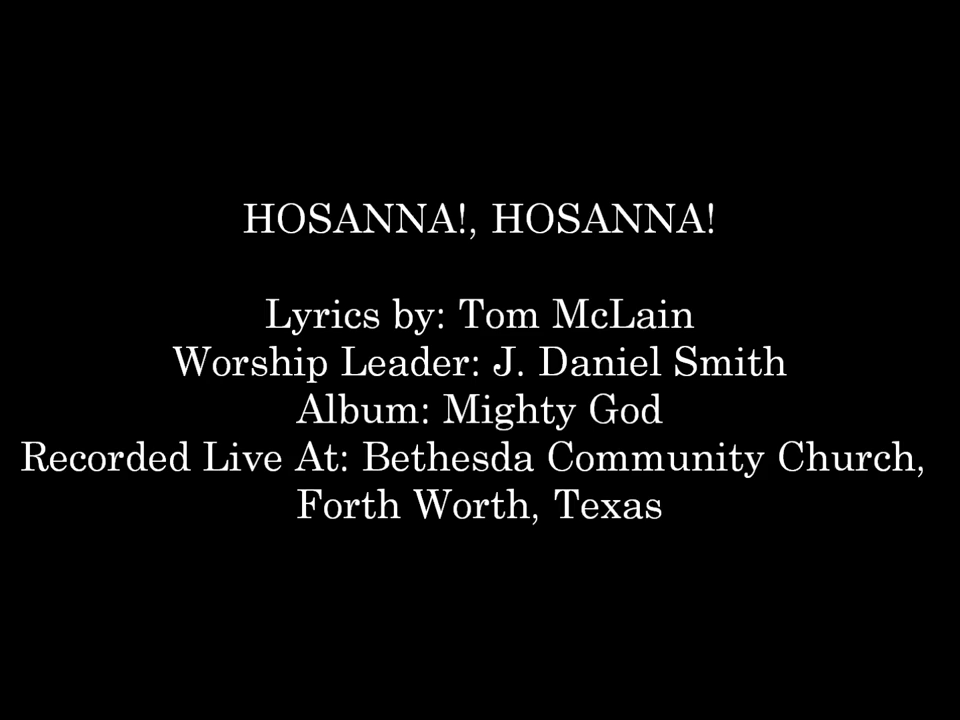 HOSANNA!, HOSANNA!
Lyrics by: Tom McLain
Worship Leader: J. Daniel Smith
Album: Mighty God
Recorded Live At: Bethesda Community Church,
Forth Worth, Texas